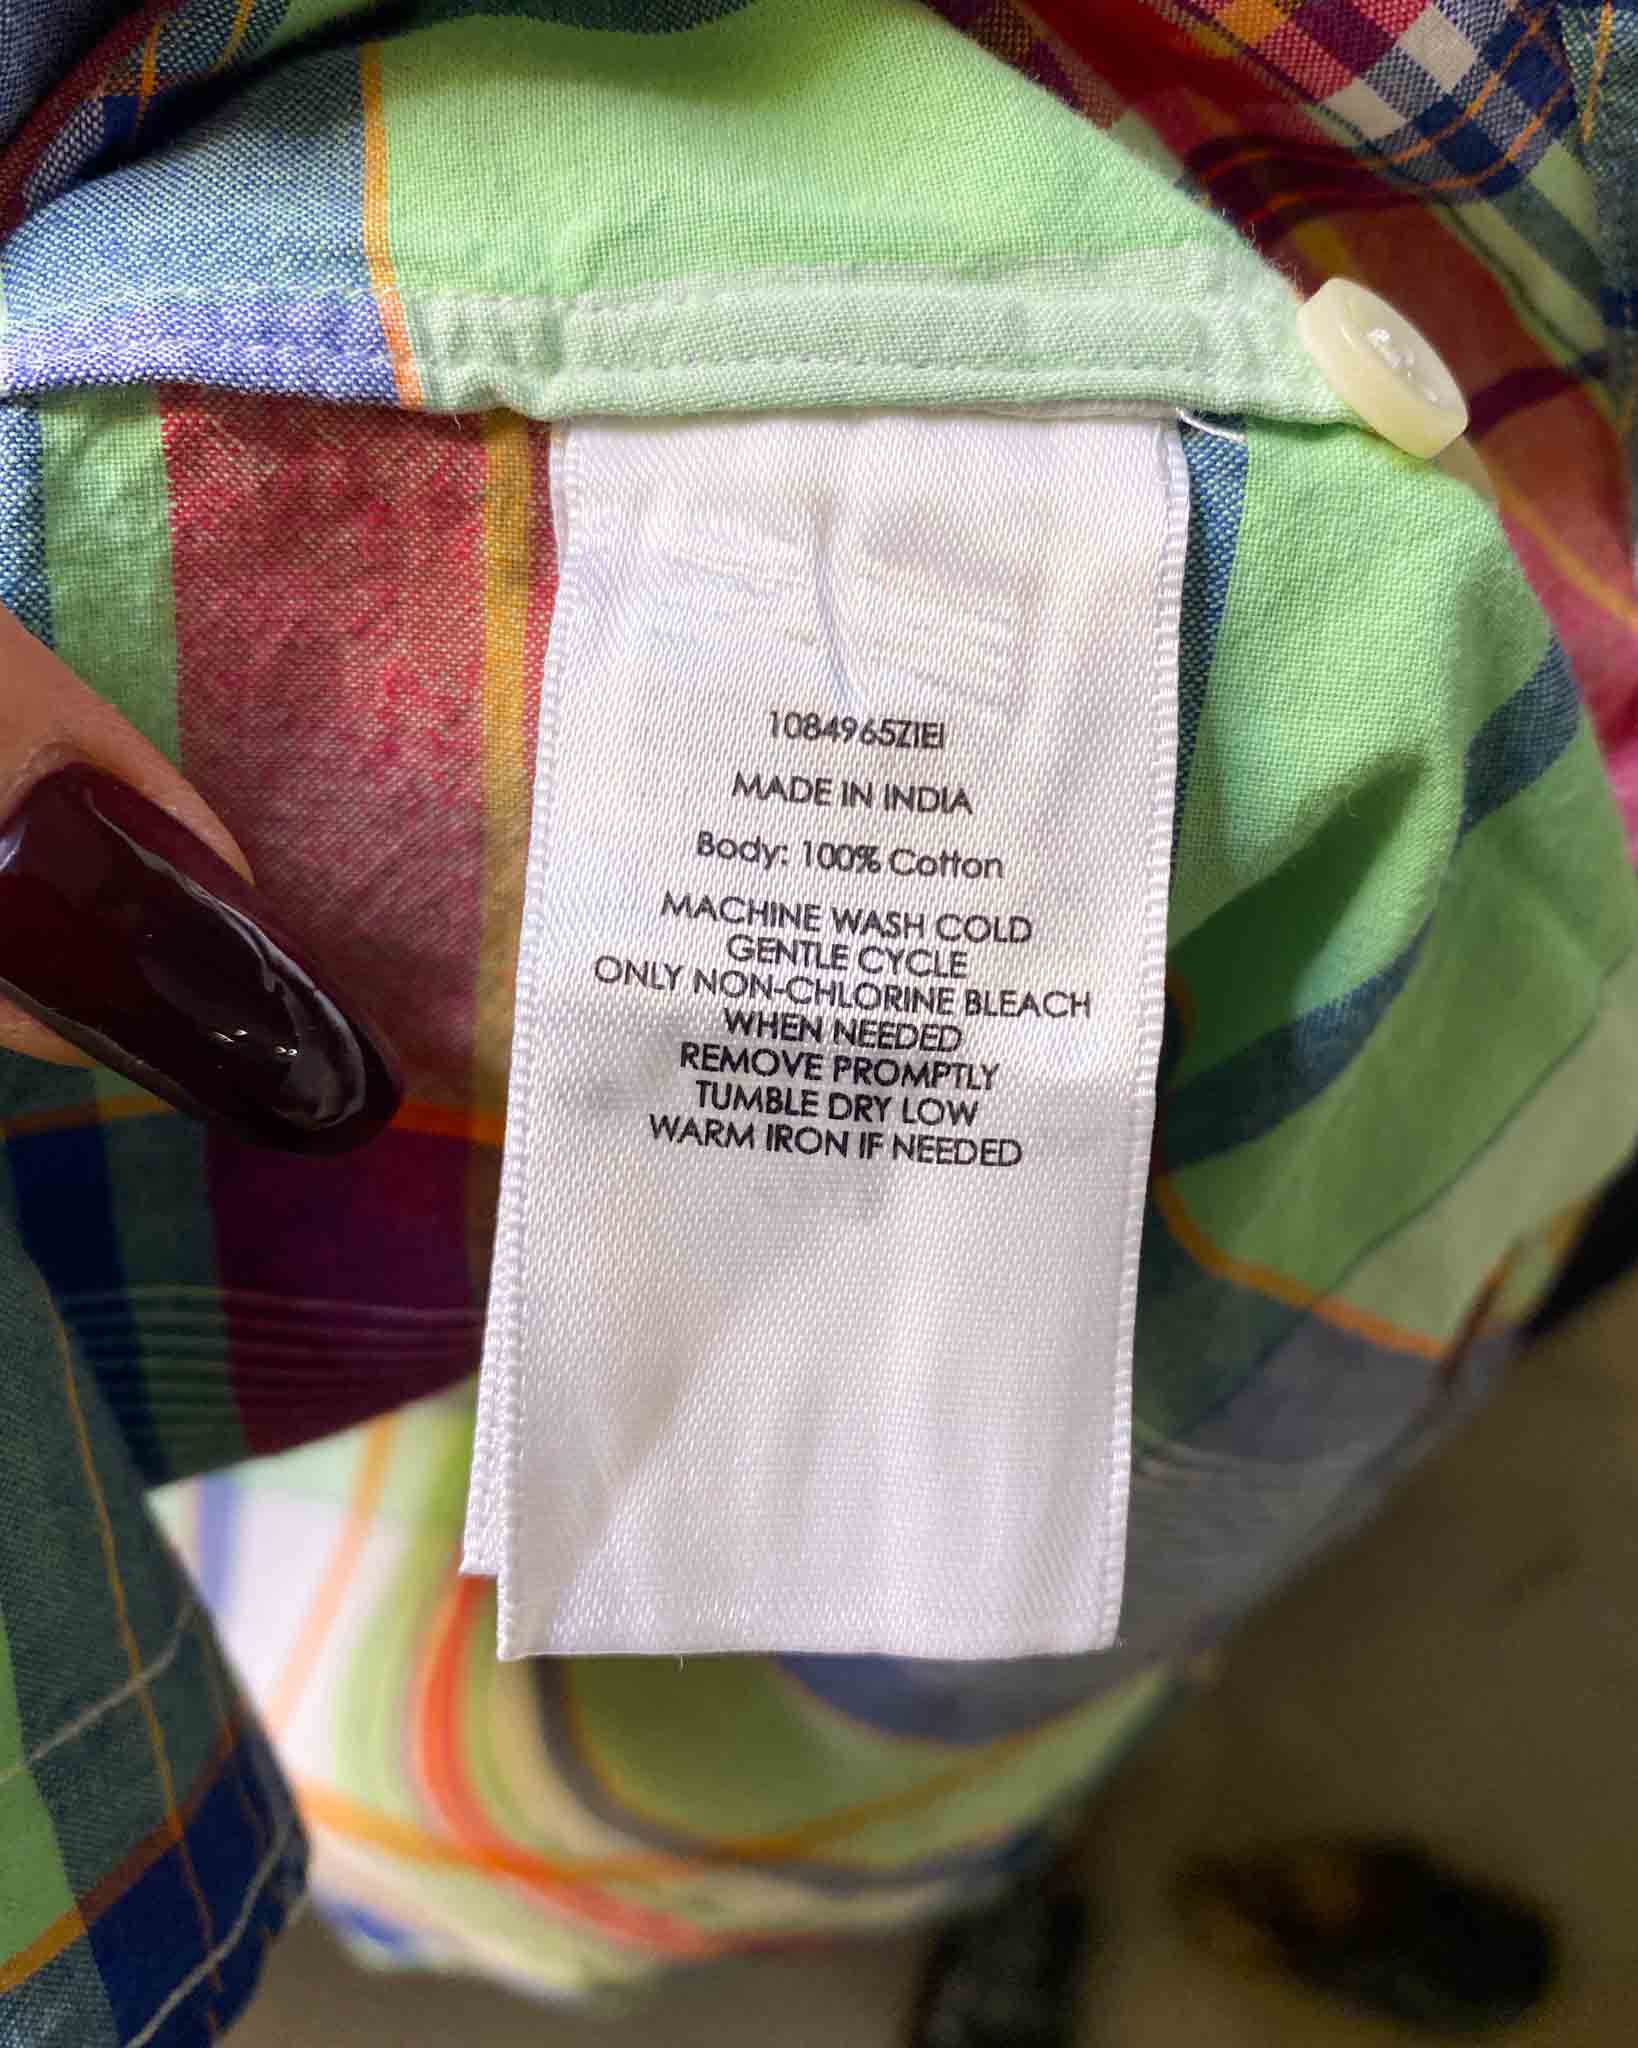 1084965ZIEI
MADE IN INDIA
Body: 100% Cotton
MACHINE WASH COLD
GENTLE CYCLE
ONLY NON-CHLORINE BLEACH
WHEN NEEDED
REMOVE PROMPTLY
TUMBLE DRY LOW
WARM IRON IF NEEDED